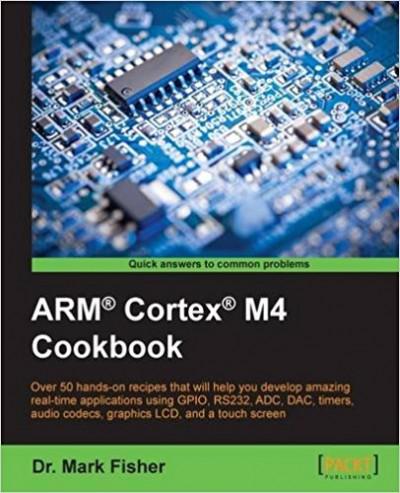 Quick answers to common problems
ARM® Cortex® M4
Cookbook
Over 50 hands-on recipes that will help you develop amazing
real-time applications using GPIO, RS232, ADC, DAC, timers,
audio codecs, graphics LCD, and a touch screen
Dr. Mark Fisher
[PACKT]
PUBLISHING